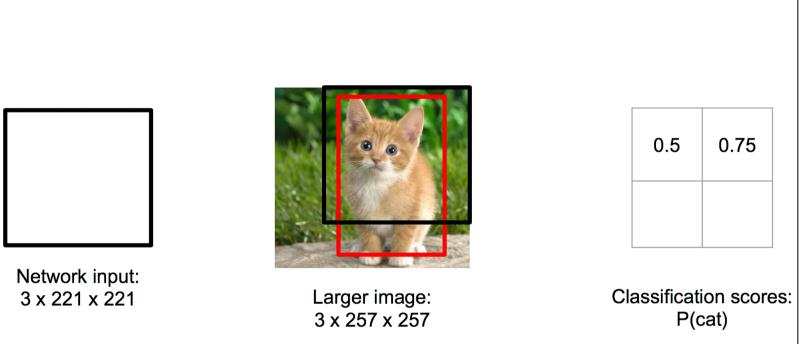 0.5 0.75
Network input:
3 x 221 x 221
Larger image:
3 x 257 x 257
Classification scores:
P(cat)